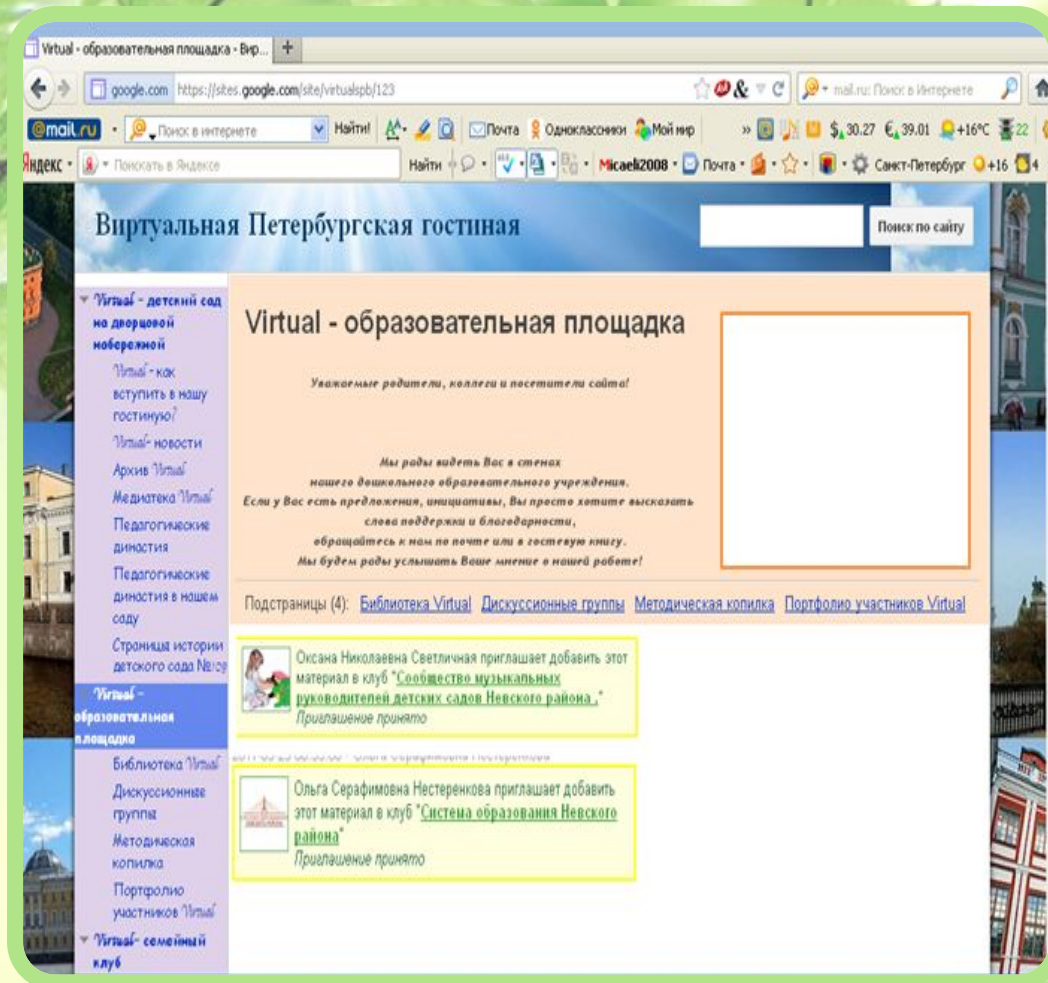 Virtual - образовательная площадка - Вир... +
google.com https://sites.google.com/site/virtualspb/123
mail.ru: Поиск в Интернете
@mail.ru Поиск в интернете Найти! Почта Одноклассники Мой мир » $ 30.27 € 39.01 +16°C 22
Яндекс Поискать в Яндексе Найти Micaeli2008 Почта Санкт-Петербург +16 4
Виртуальная Петербургская гостиная
Поиск по сайту
Virtual - детский сад
на дворцовой
набережной
Virtual - как
вступить в нашу
гостиную?
Virtual - новости
Архив Virtual
Медиатека Virtual
Педагогические
династия
Педагогические
династия в нашем
саду
Страница истории
детского сада
Virtual -
образовательная
площадка
Библиотека Virtual
Дискуссионные
группы
Методическая
копилка
Портфолио
участников Virtual
Virtual - семейный
клуб
Virtual - образовательная площадка
Уважаемые родители, коллеги и посетители сайта!
Мы рады видеть Вас в стенах
нашего дошкольного образовательного учреждения.
Если у Вас есть предложения, инициативы, Вы просто хотите высказать
слова поддержки и благодарности,
обращайтесь к нам по почте или в гостевую книгу.
Мы будем рады услышать Ваше мнение о нашей работе!
Подстраницы (4): Библиотека Virtual Дискуссионные группы Методическая копилка Портфолио участников Virtual
Оксана Николаевна Светличная приглашает добавить этот
материал в клуб "Сообщество музыкальных
руководителей детских садов Невского района ."
Приглашение принято
Ольга Серафимовна Нестеренкова приглашает добавить
этот материал в клуб "Система образования Невского
района"
Приглашение принято